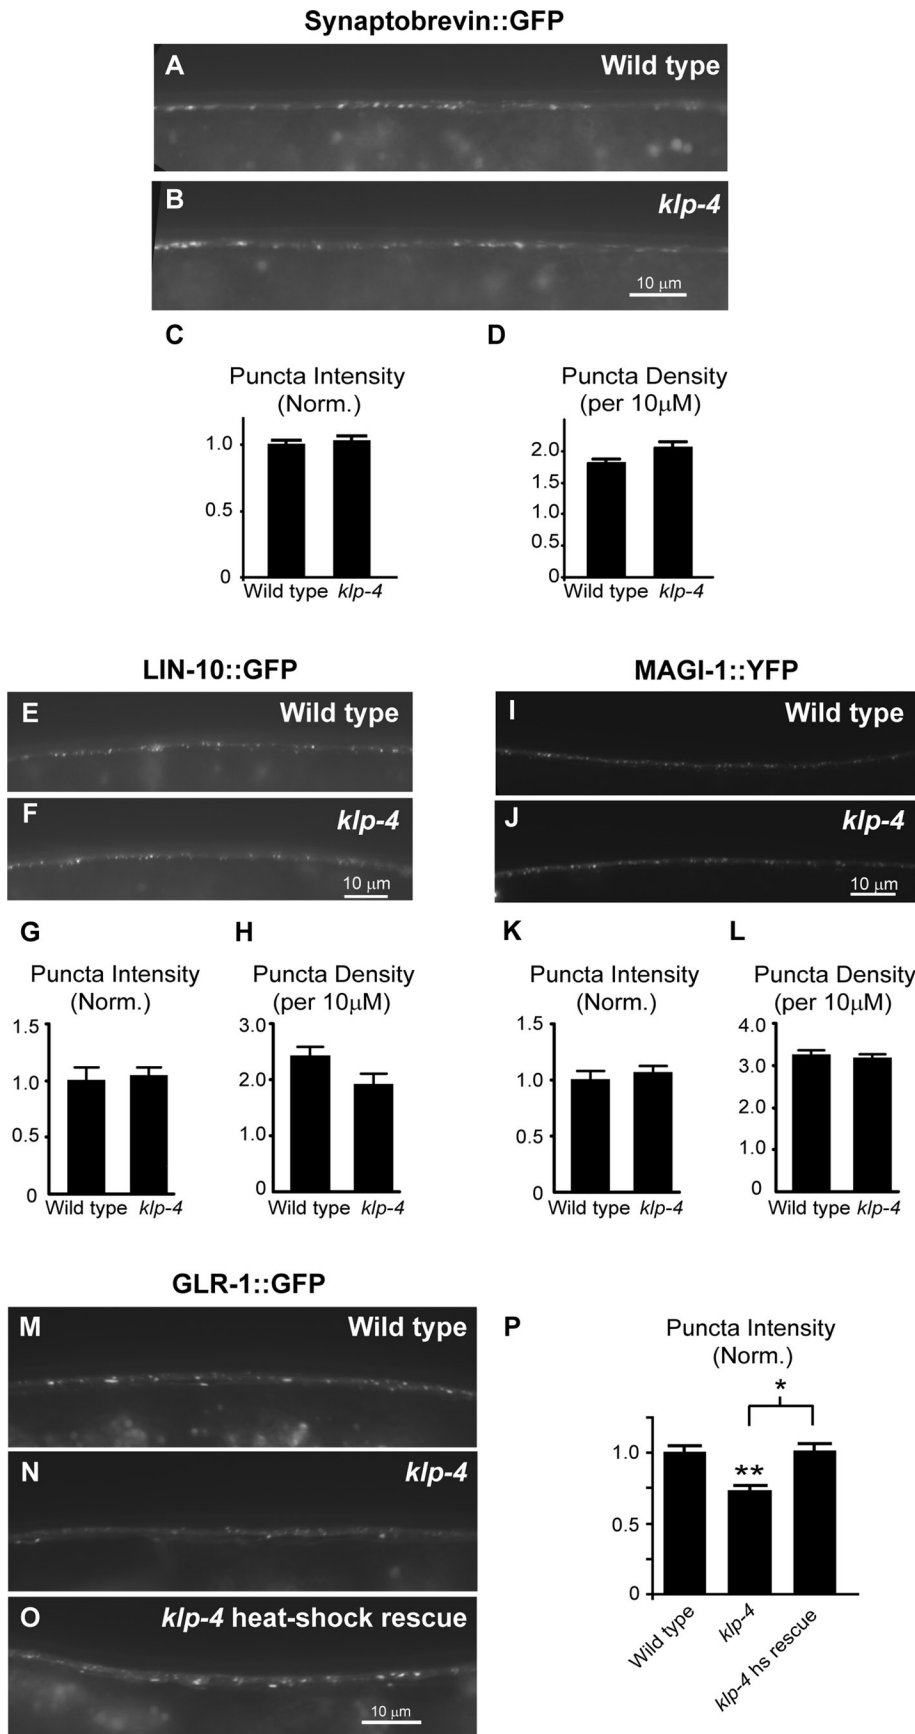 Synaptobrevin::GFP
A
Wild type
B
klp-4
10 μm
C
D
Puncta Intensity
(Norm.)
1.0
0.5
0
Wild type klp-4
Puncta Density
(per 10μM)
2.0
1.5
1.0
0.5
0
Wild type klp-4
LIN-10::GFP
E
Wild type
F
klp-4
10 μm
MAGI-1::YFP
I
Wild type
J
klp-4
10 μm
G
Puncta Intensity
(Norm.)
1.5
1.0
0.5
0
Wild type klp-4
H
Puncta Density
(per 10μM)
3.0
2.0
1.0
0
Wild type klp-4
K
Puncta Intensity
(Norm.)
1.5
1.0
0.5
0
Wild type klp-4
L
Puncta Density
(per 10μM)
4.0
3.0
2.0
1.0
0
Wild type klp-4
GLR-1::GFP
M
Wild type
N
klp-4
O
klp-4 heat-shock rescue
10 μm
P
Puncta Intensity
(Norm.)
*
**
1.0
0.5
0
Wild type
klp-4
klp-4 hs rescue